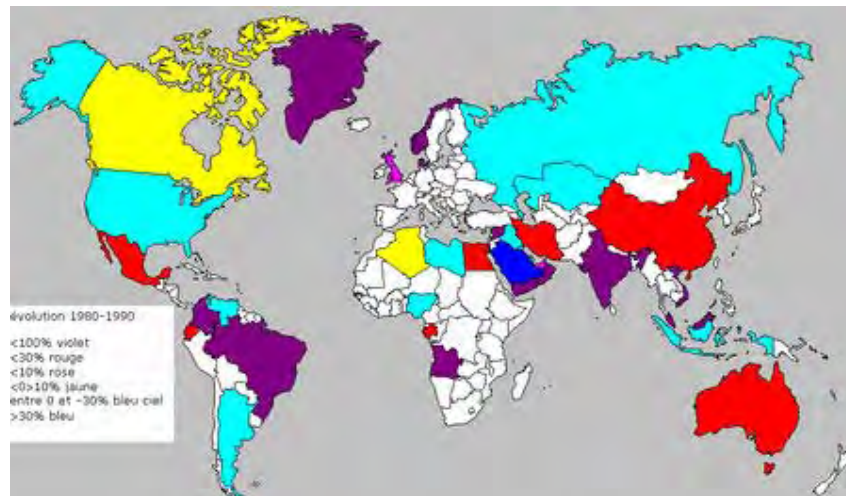 évolution 1980-1990
<100% violet
<30% rouge
<10% rose
<0>10% jaune
entre 0 et -30% bleu ciel
>30% bleu